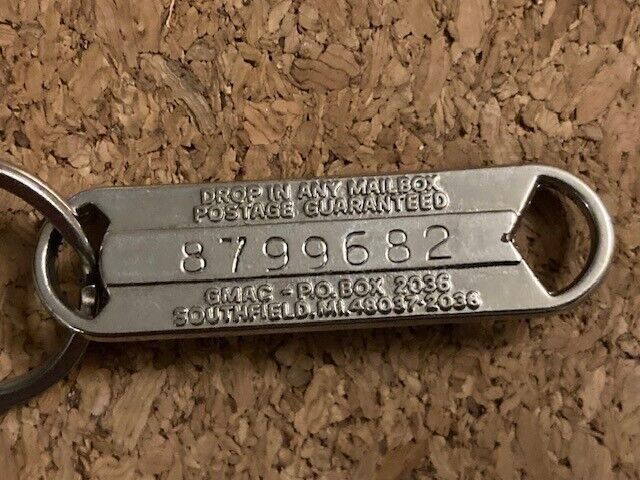 DROP IN ANY MAILBOX
POSTAGE GUARANTEED
8799682
GMAC - P.O. BOX 2036
SOUTHFIELD, MI. 48037-2036